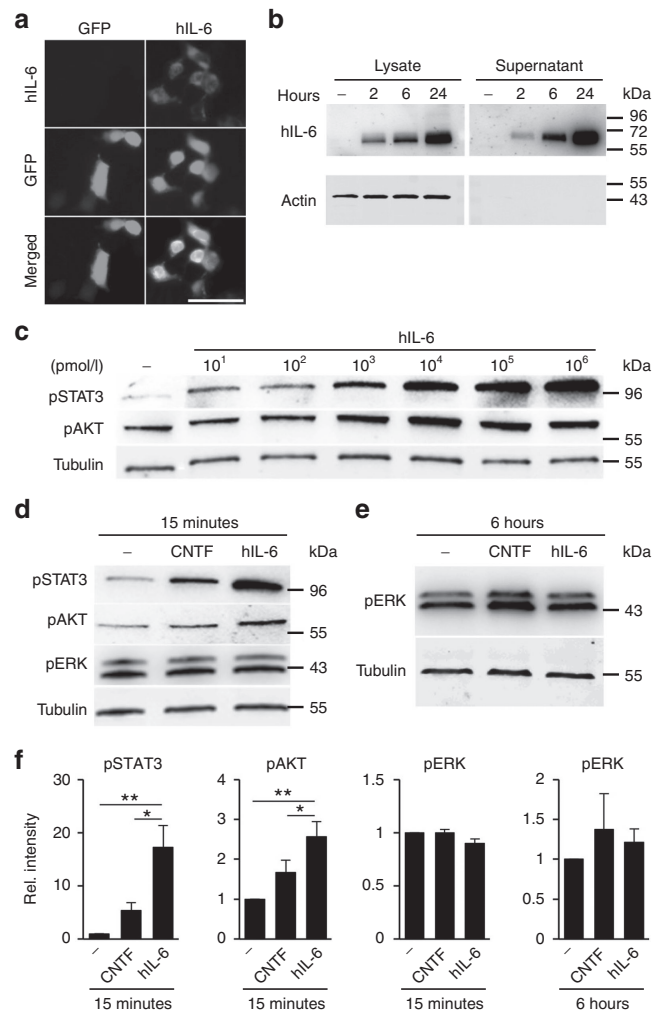 a
GFP hIL-6
hIL-6
GFP
Merged
b
Lysate Supernatant
Hours – 2 6 24 – 2 6 24 kDa
hIL-6
96
72
55
Actin
55
43
c
hIL-6
(pmol/l) – 10¹ 10² 10³ 10⁴ 10⁵ 10⁶ kDa
pSTAT3 96
pAKT
55
Tubulin 55
d
15 minutes
– CNTF hIL-6 kDa
pSTAT3
96
pAKT
55
pERK
43
Tubulin 55
e
6 hours
– CNTF hIL-6 kDa
pERK
43
Tubulin 55
f
pSTAT3
Rel. intensity
30
20
10
0
**
*
– CNTF hIL-6
15 minutes
pAKT
4
3
2
1
0
**
*
– CNTF hIL-6
15 minutes
pERK
1.5
1
0.5
0
– CNTF hIL-6
15 minutes
pERK
2
1.5
1
0.5
0
– CNTF hIL-6
6 hours